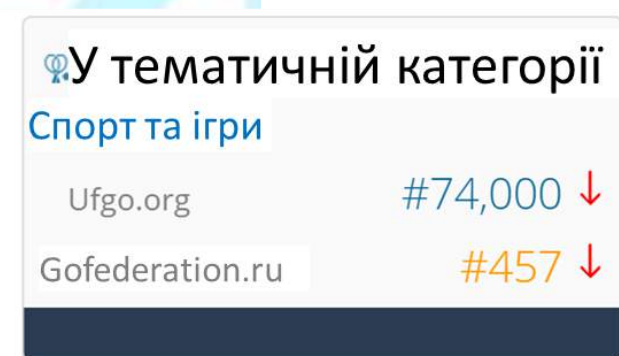 У тематичній категорії
Спорт та ігри
Ufgo.org #74,000 ↓
Gofederation.ru #457 ↓